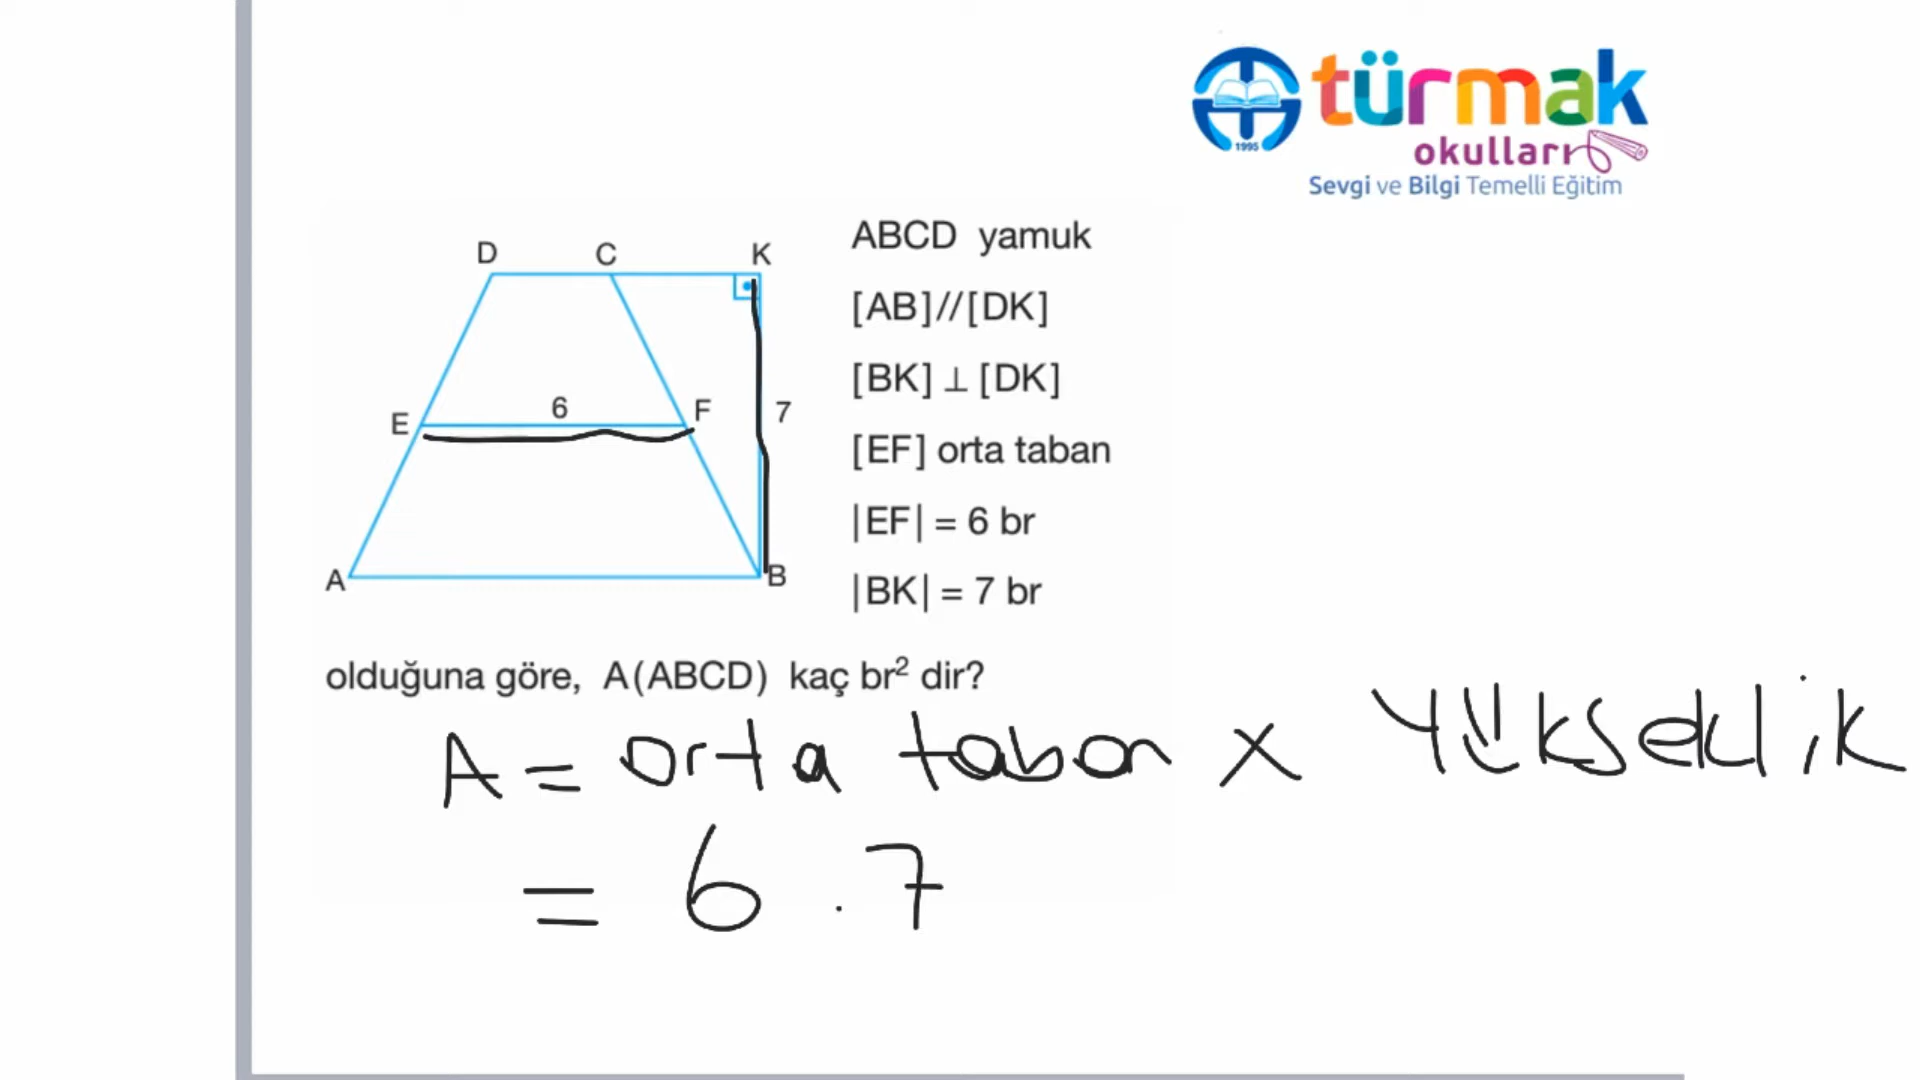 türmak
okulları
1995
Sevgi ve Bilgi Temelli Eğitim
D C K
ABCD yamuk
[AB]//[DK]
[BK] ⊥ [DK]
E 6 F 7
[EF] orta taban
|EF| = 6 br
A B
|BK| = 7 br
olduğuna göre, A(ABCD) kaç br² dir?
A = orta taban x Yükseklik
= 6 . 7